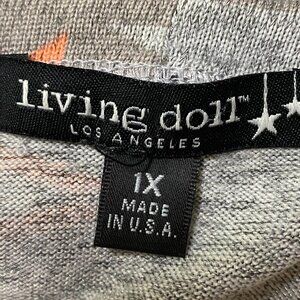 living doll™
LOS ANGELES
1X
MADE
IN U.S.A.